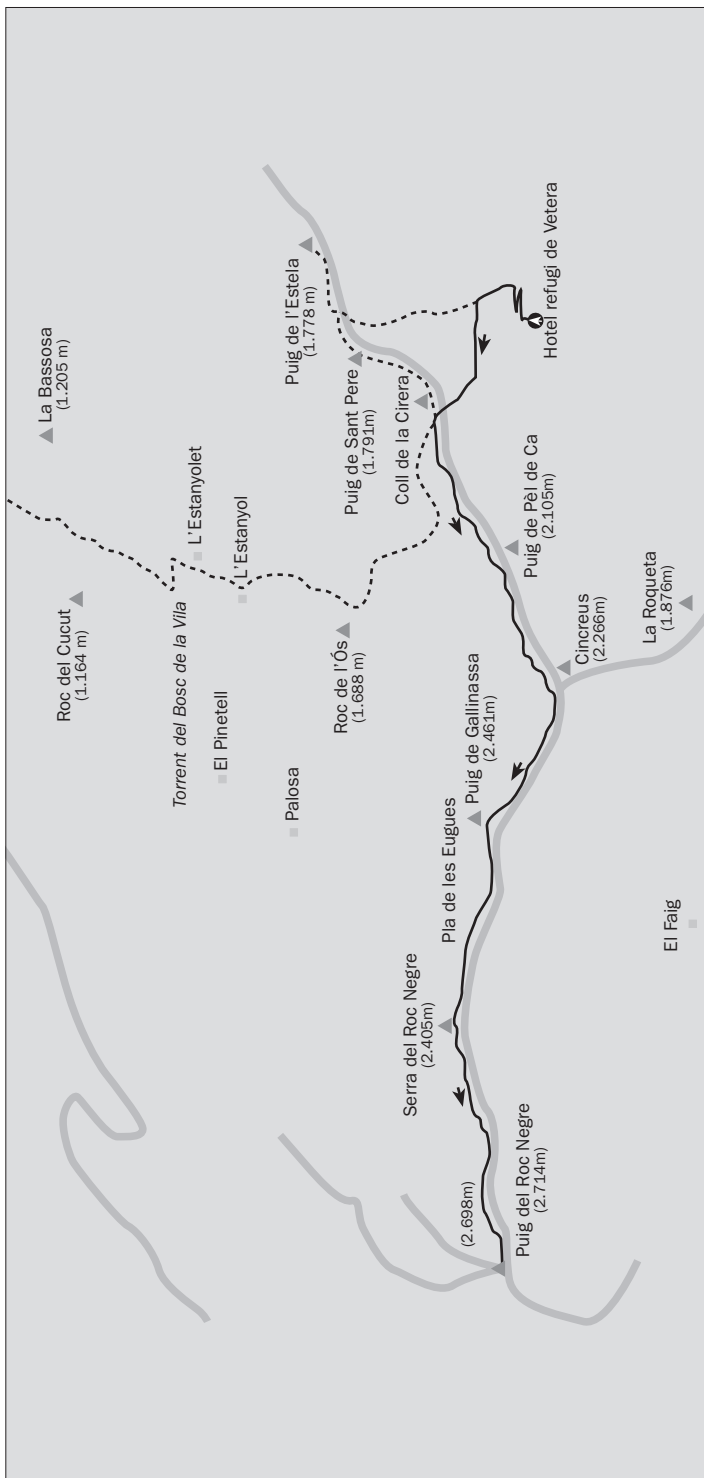 La Bassosa
(1.205 m)
Roc del Cucut
(1.164 m)
Puig de l'Estela
(1.778 m)
L'Estanyolet
Torrent del Bosc de la Vila
L'Estanyol
El Pinetell
Puig de Sant Pere
(1.791m)
Palosa
Roc de l'Ós
(1.688 m)
Coll de la Cirera
Hotel refugi de Vetera
Puig de Pèl de Ca
(2.105m)
Puig de Gallinassa
(2.461m)
Pla de les Eugues
Cincreus
(2.266m)
Serra del Roc Negre
(2.405m)
La Roqueta
(1.876m)
(2.698m)
Puig del Roc Negre
(2.714m)
El Faig